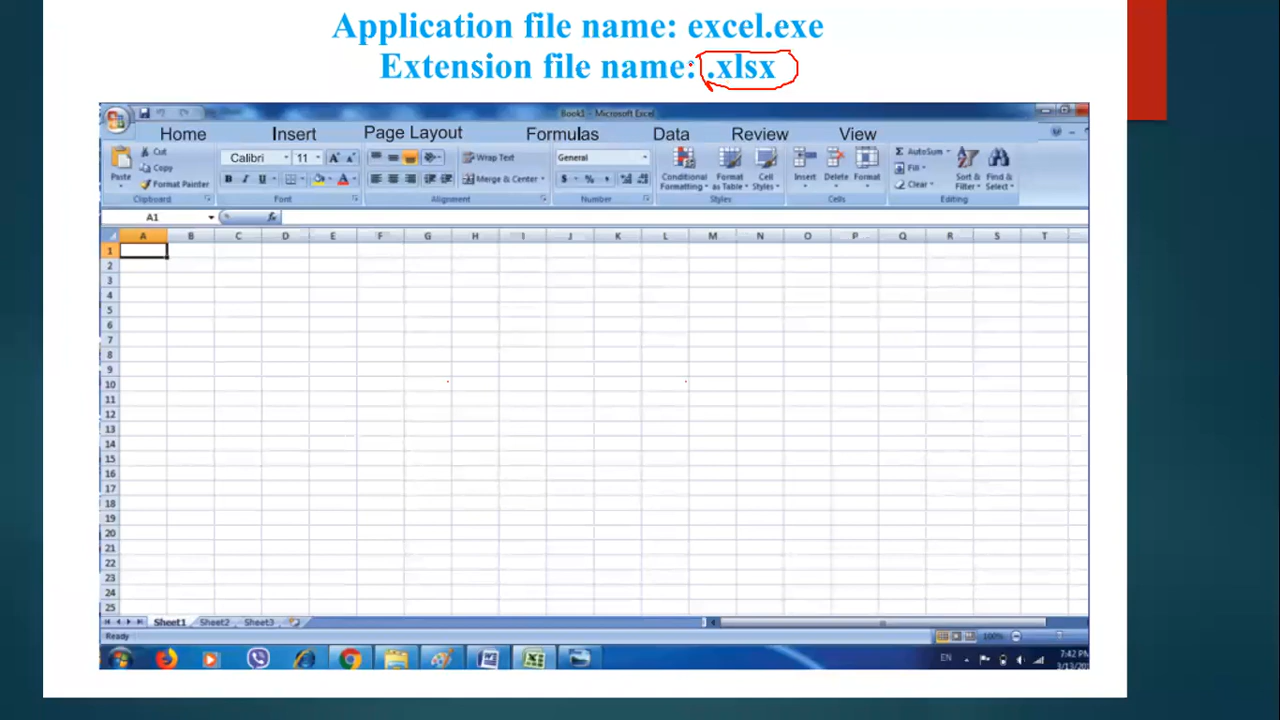 Application file name: excel.exe
Extension file name: .xlsx
Book1 - Microsoft Excel
Home Insert Page Layout Formulas Data Review View
Paste
Cut
Copy
Format Painter
Clipboard
Calibri 11
B I U
Font
Wrap Text
Merge & Center
Alignment
General
$ % ,
Number
Conditional Formatting
Format as Table
Cell Styles
Styles
Insert Delete Format
Cells
Σ AutoSum
Fill
Clear
Sort & Filter
Find & Select
Editing
A1 fx
A B C D E F G H I J K L M N O P Q R S T
1
2
3
4
5
6
7
8
9
10
11
12
13
14
15
16
17
18
19
20
21
22
23
24
25
Sheet1 Sheet2 Sheet3
Ready 100%
EN 7:42 PM